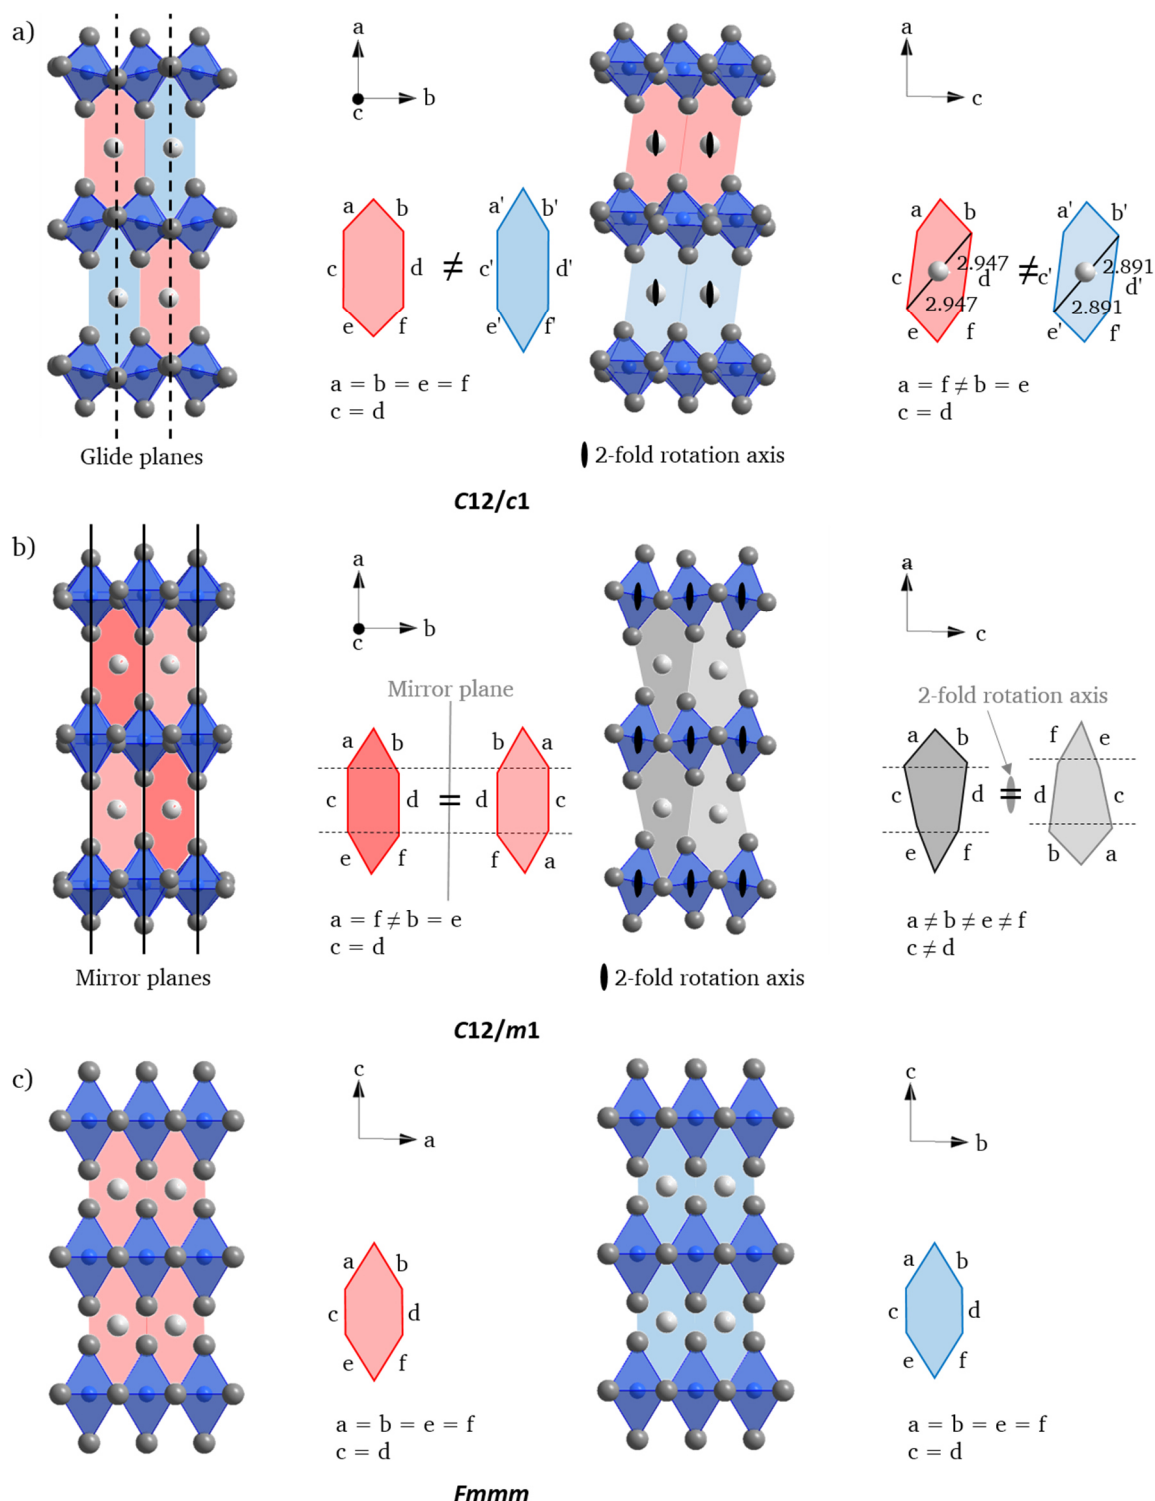 a)
a
b
c
a b
c d
e f
≠
a' b'
c' d'
e' f'
a = b = e = f
c = d
Glide planes
a
c
a b
c d
e f
2.947
2.947
≠
a' b'
c' d'
e' f'
2.891
2.891
a = f ≠ b = e
c = d
2-fold rotation axis
C12/c1
b)
a
b
c
Mirror plane
a b
c d
e f
=
b a
d c
f a
a = f ≠ b = e
c = d
Mirror planes
a
c
2-fold rotation axis
a b
c d
e f
=
f e
d c
b a
a ≠ b ≠ e ≠ f
c ≠ d
2-fold rotation axis
C12/m1
c)
c
a
a b
c d
e f
a = b = e = f
c = d
c
b
a b
c d
e f
a = b = e = f
c = d
Fmmm